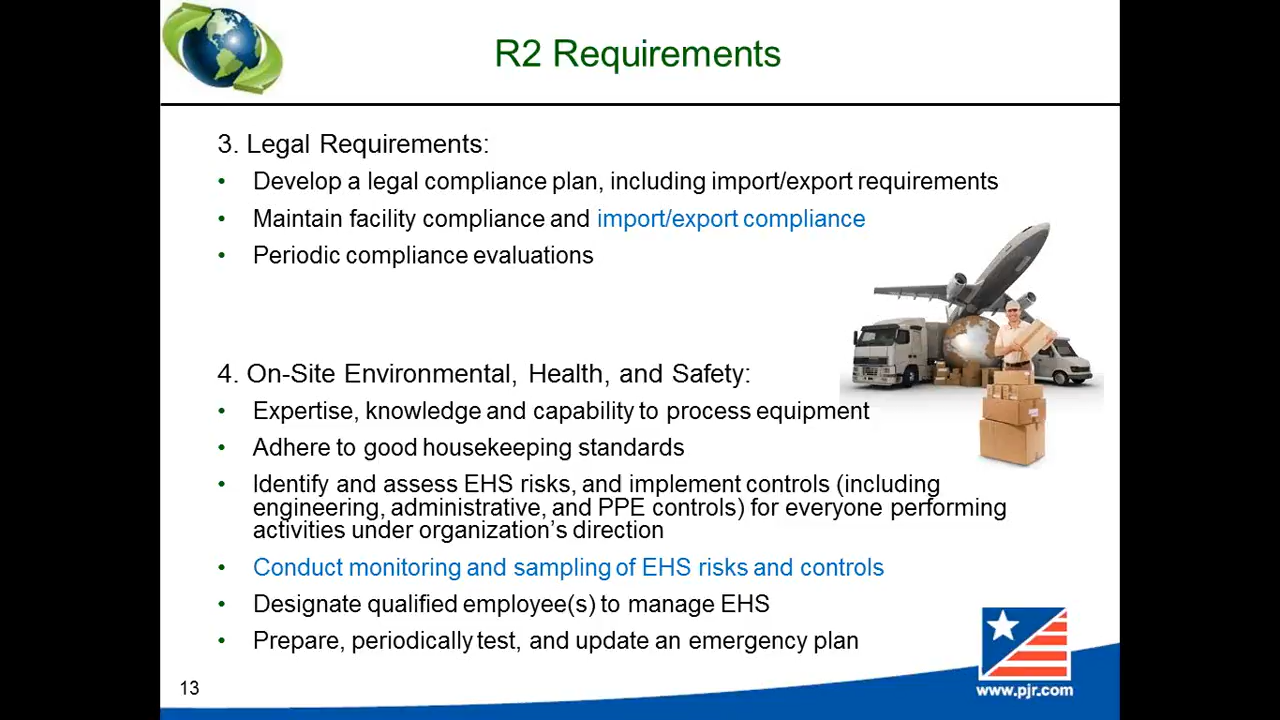 R2 Requirements
3. Legal Requirements:
• Develop a legal compliance plan, including import/export requirements
• Maintain facility compliance and import/export compliance
• Periodic compliance evaluations
4. On-Site Environmental, Health, and Safety:
• Expertise, knowledge and capability to process equipment
• Adhere to good housekeeping standards
• Identify and assess EHS risks, and implement controls (including
engineering, administrative, and PPE controls) for everyone performing
activities under organization’s direction
• Conduct monitoring and sampling of EHS risks and controls
• Designate qualified employee(s) to manage EHS
• Prepare, periodically test, and update an emergency plan
13
www.pjr.com